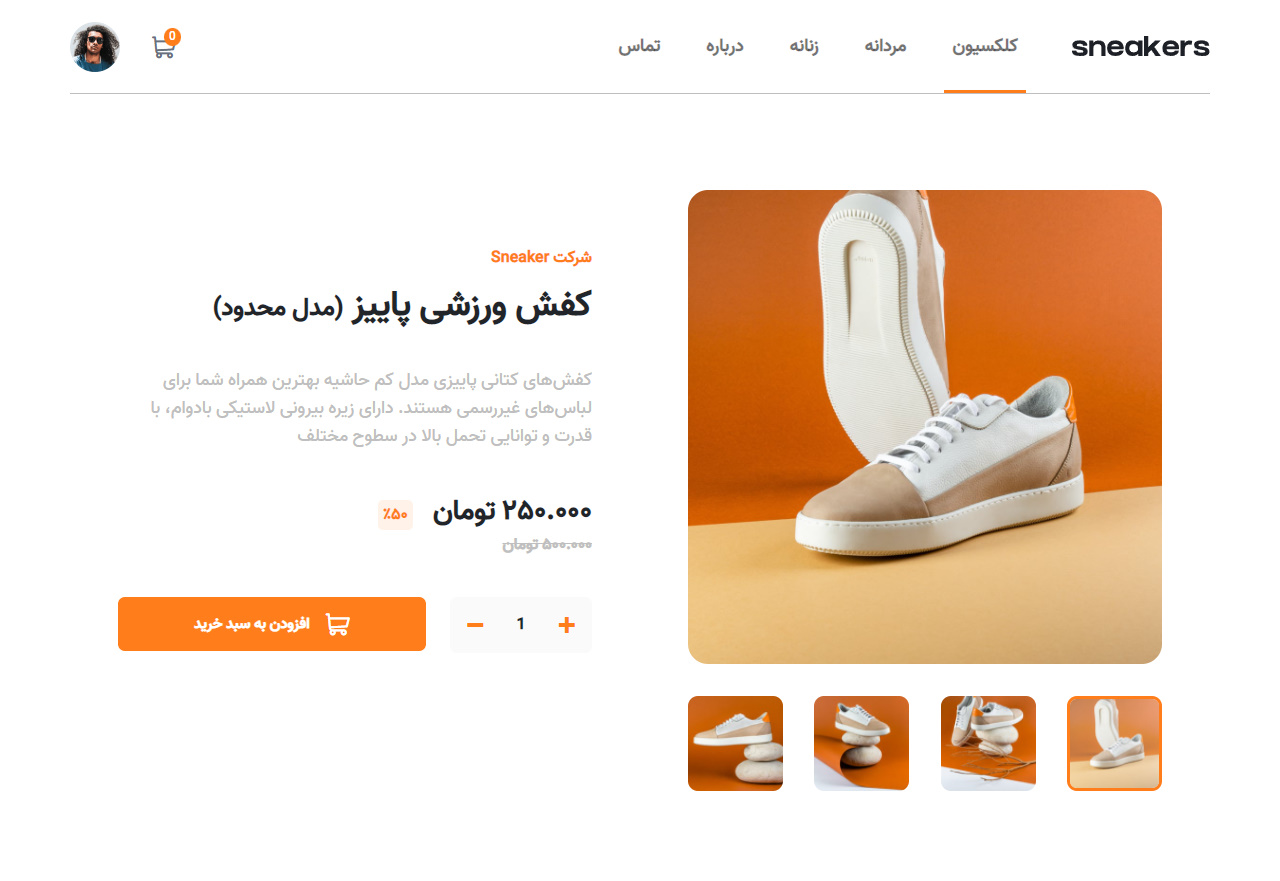 sneakers
کلکسیون
مردانه
زنانه
درباره
تماس
0
شرکت Sneaker
کفش ورزشی پاییز (مدل محدود)
کفش‌های کتانی پاییزی مدل کم حاشیه بهترین همراه شما برای
لباس‌های غیررسمی هستند. دارای زیره بیرونی لاستیکی بادوام، با
قدرت و توانایی تحمل بالا در سطوح مختلف
۲۵۰.۰۰۰ تومان
٪۵۰
۵۰۰.۰۰۰ تومان
+ 1 −
افزودن به سبد خرید